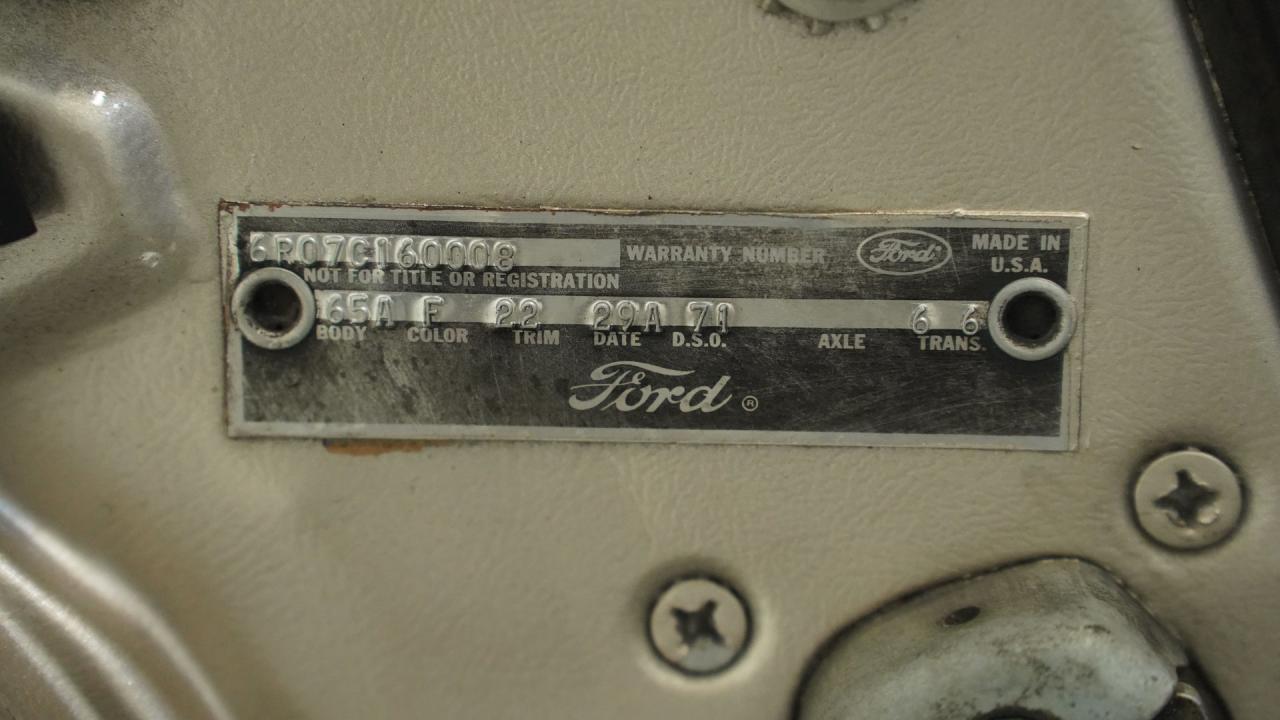 6R07C160008 WARRANTY NUMBER Ford MADE IN U.S.A.
NOT FOR TITLE OR REGISTRATION
65A F 22 29A 71 6 6
BODY COLOR TRIM DATE D.S.O. AXLE TRANS.
Ford ®